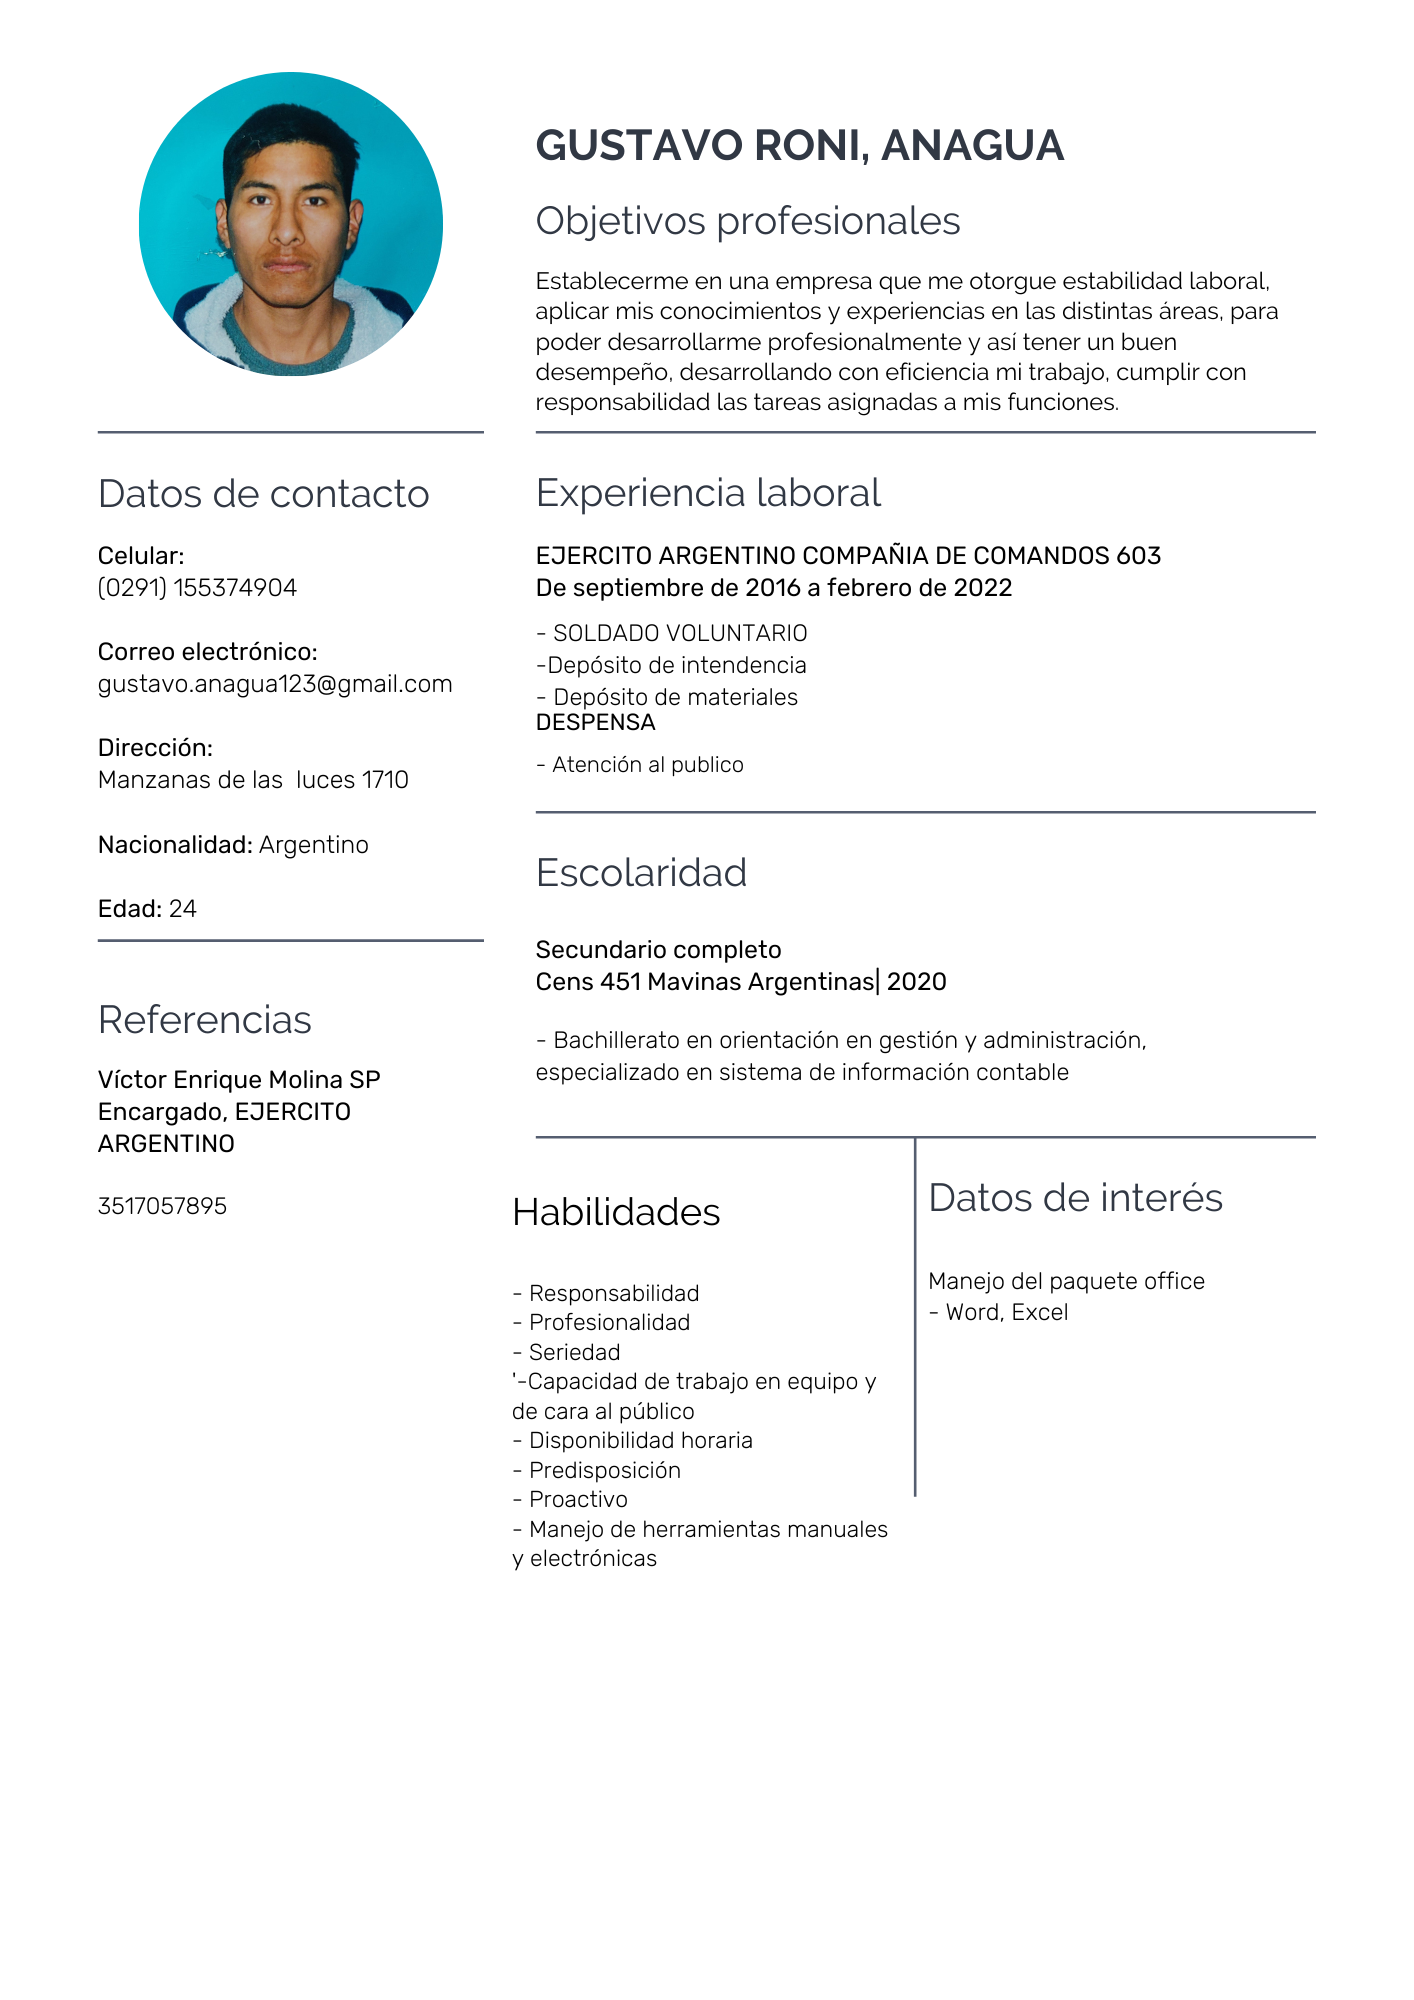 GUSTAVO RONI, ANAGUA
Objetivos profesionales
Establecerme en una empresa que me otorgue estabilidad laboral,
aplicar mis conocimientos y experiencias en las distintas áreas, para
poder desarrollarme profesionalmente y así tener un buen
desempeño, desarrollando con eficiencia mi trabajo, cumplir con
responsabilidad las tareas asignadas a mis funciones.
Datos de contacto
Celular:
(0291) 155374904
Correo electrónico:
gustavo.anagua123@gmail.com
Dirección:
Manzanas de las  luces 1710
Nacionalidad: Argentino
Edad: 24
Referencias
Víctor Enrique Molina SP
Encargado, EJERCITO
ARGENTINO
3517057895
Experiencia laboral
EJERCITO ARGENTINO COMPAÑIA DE COMANDOS 603
De septiembre de 2016 a febrero de 2022
- SOLDADO VOLUNTARIO
-Depósito de intendencia
- Depósito de materiales
DESPENSA
- Atención al publico
Escolaridad
Secundario completo
Cens 451 Mavinas Argentinas| 2020
- Bachillerato en orientación en gestión y administración,
especializado en sistema de información contable
Habilidades
- Responsabilidad
- Profesionalidad
- Seriedad
'-Capacidad de trabajo en equipo y
de cara al público
- Disponibilidad horaria
- Predisposición
- Proactivo
- Manejo de herramientas manuales
y electrónicas
Datos de interés
Manejo del paquete office
- Word, Excel